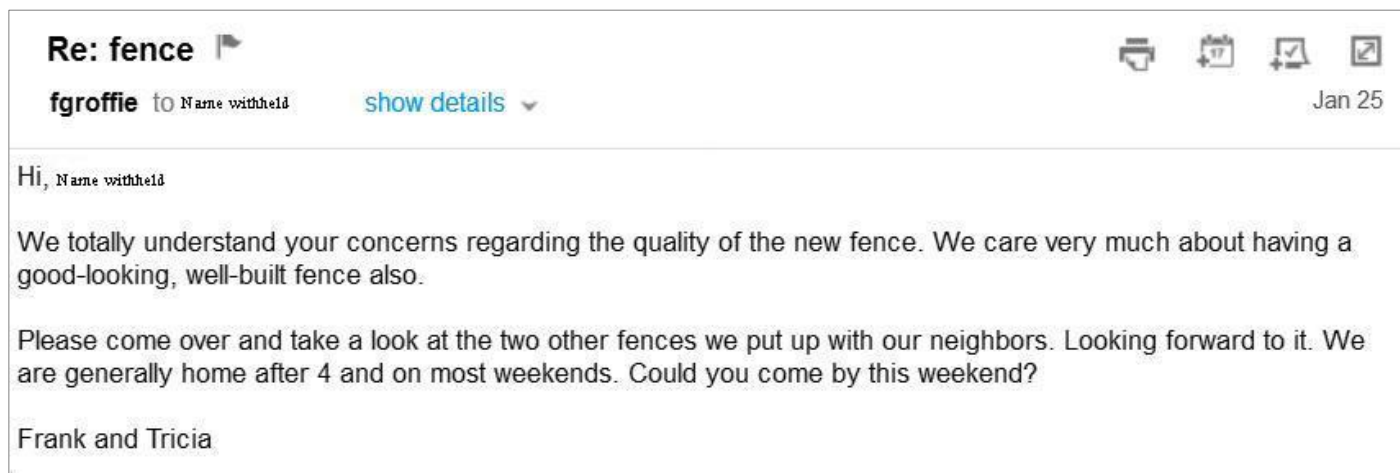 Re: fence
17
fgroffie to Name withheld show details
Jan 25
Hi, Name withheld
We totally understand your concerns regarding the quality of the new fence. We care very much about having a
good-looking, well-built fence also.
Please come over and take a look at the two other fences we put up with our neighbors. Looking forward to it. We
are generally home after 4 and on most weekends. Could you come by this weekend?
Frank and Tricia